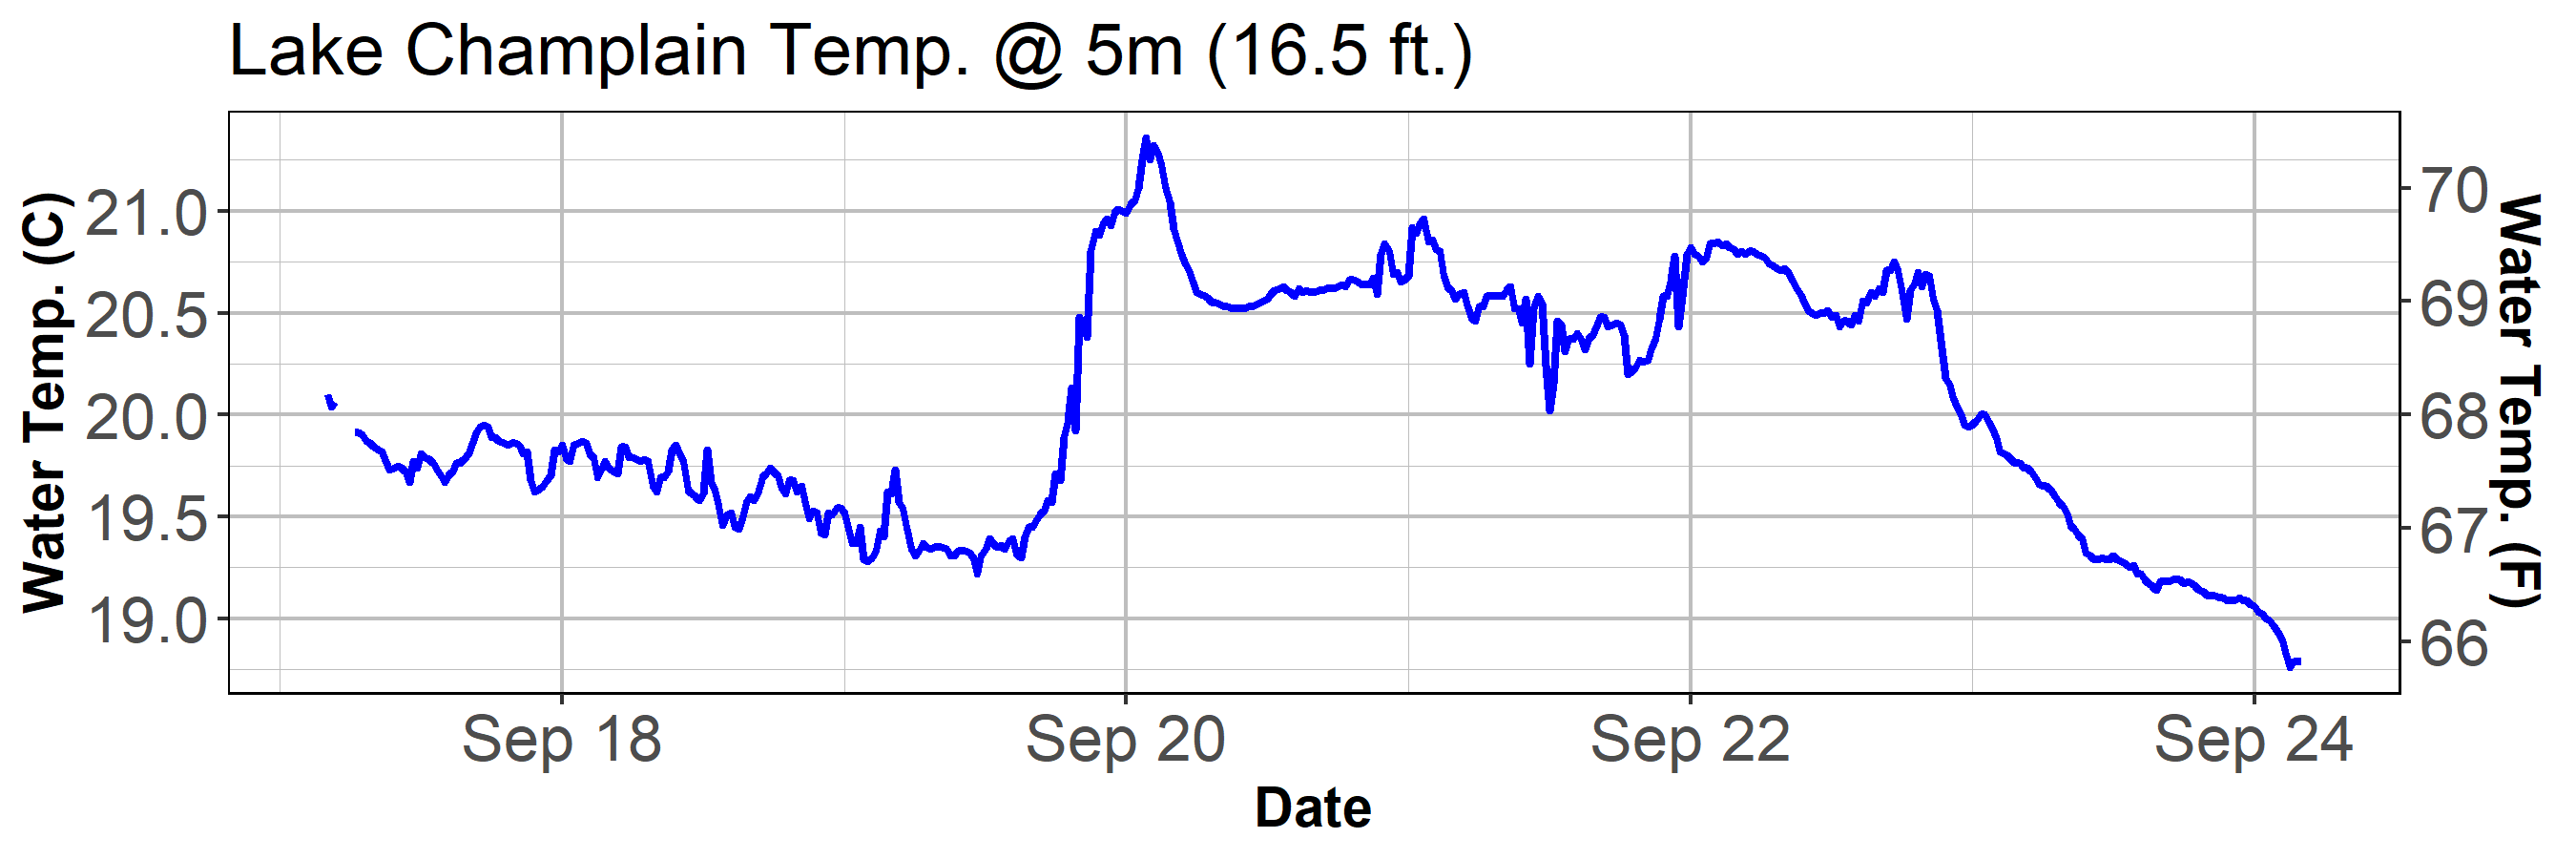 Lake Champlain Temp. @ 5m (16.5 ft.)
Water Temp. (C)
21.0
20.5
20.0
19.5
19.0
70
69
68
67
66
Water Temp. (F)
Sep 18
Sep 20
Sep 22
Sep 24
Date